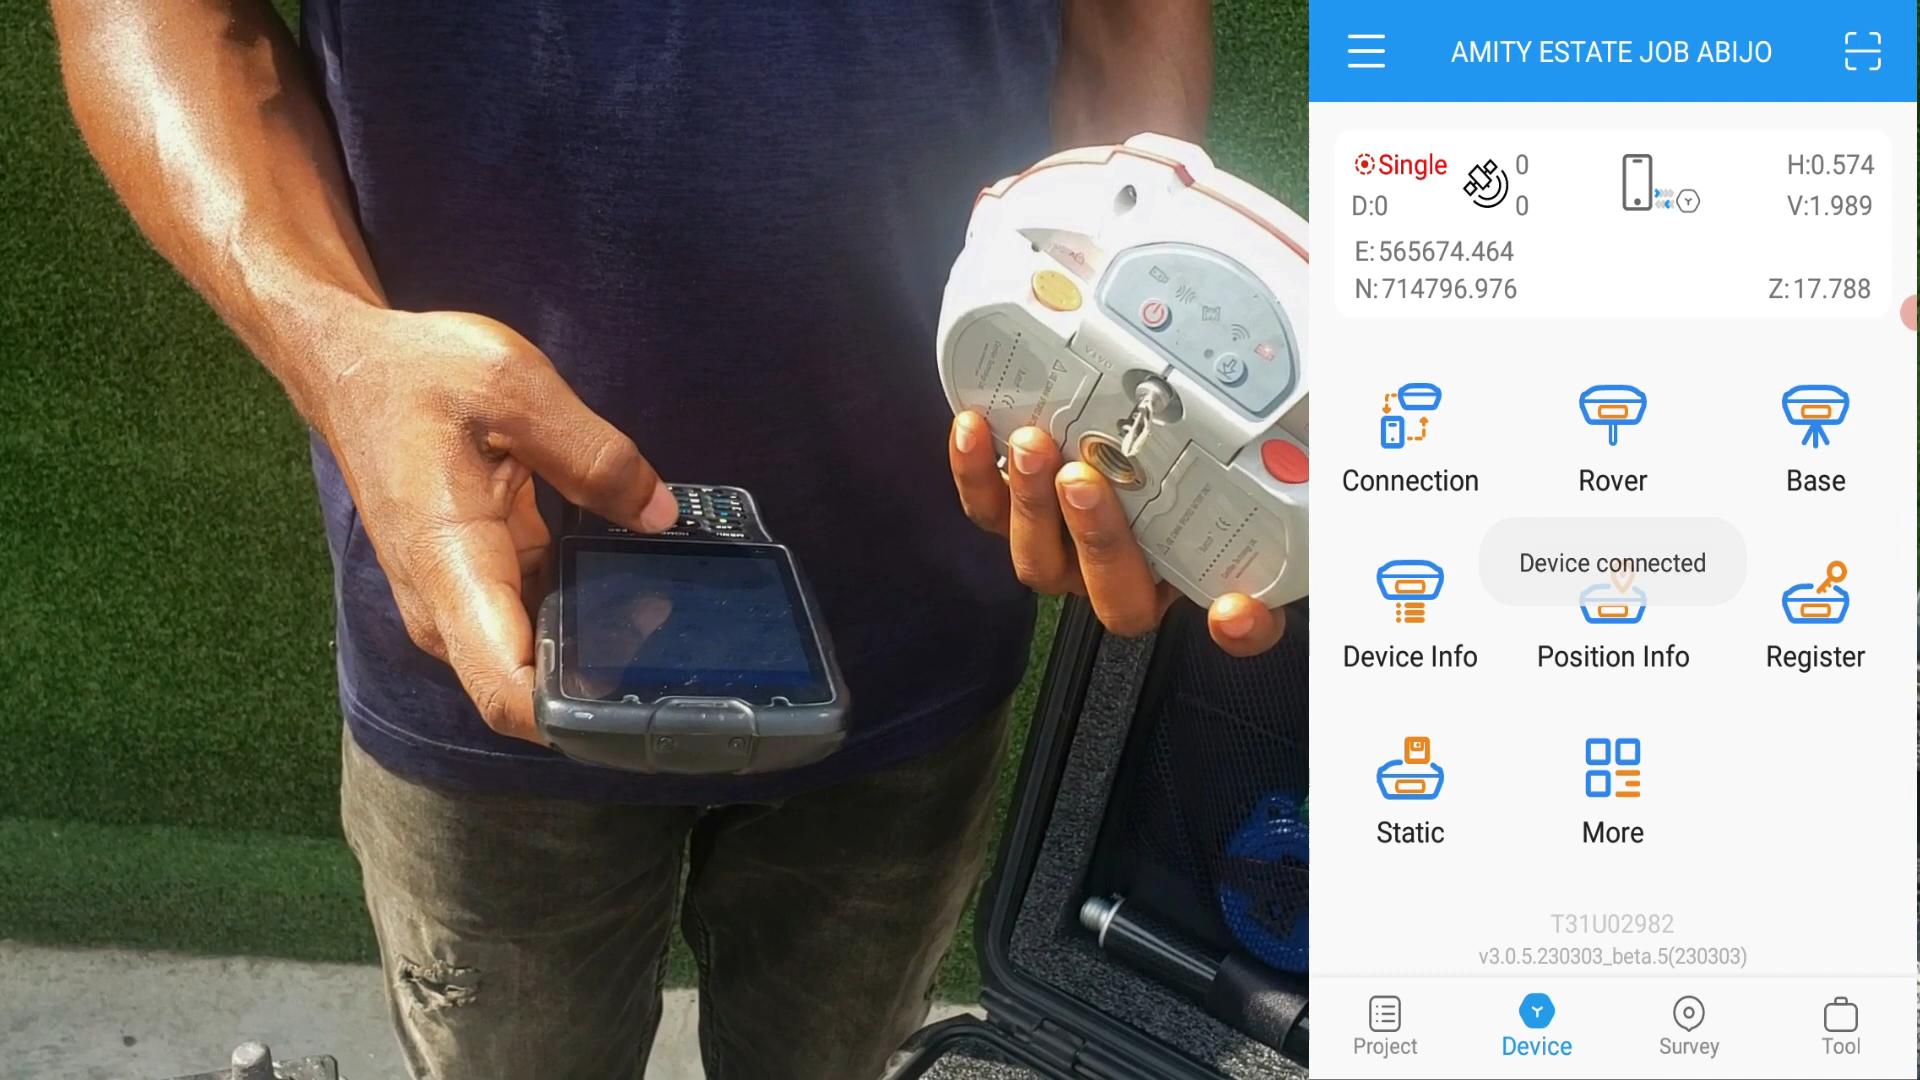 AMITY ESTATE JOB ABIJO
Single
0
H:0.574
D:0
0
V:1.989
E:565674.464
N:714796.976
Z:17.788
Connection
Rover
Base
Device connected
Device Info
Position Info
Register
Static
More
T31U02982
v3.0.5.230303_beta.5(230303)
Project
Device
Survey
Tool